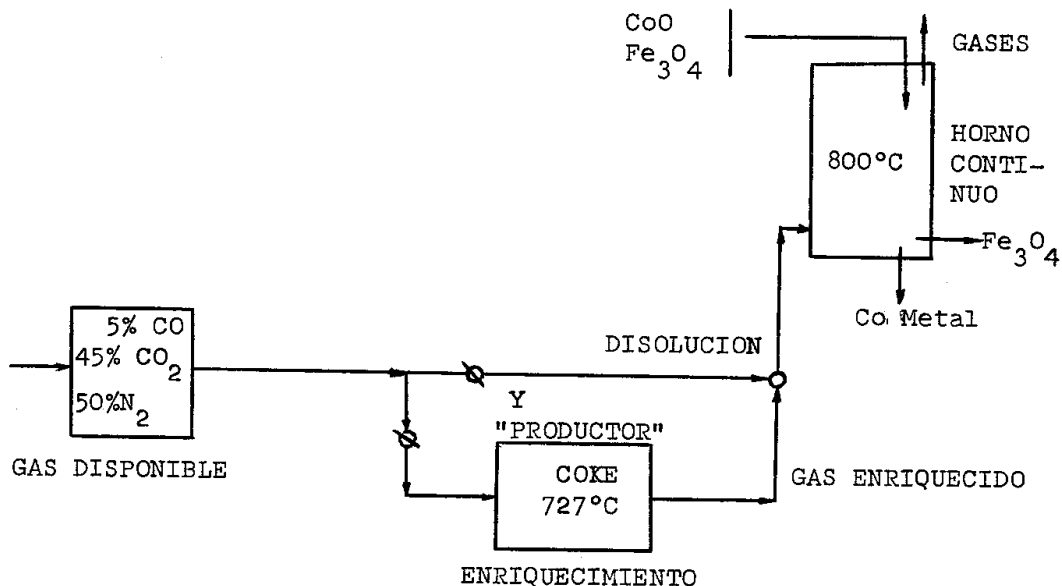 CoO
Fe3O4
GASES
800°C
HORNO
CONTI-
NUO
Fe3O4
Co Metal
5% CO
45% CO2
50%N2
GAS DISPONIBLE
DISOLUCION
Y
"PRODUCTOR"
COKE
727°C
GAS ENRIQUECIDO
ENRIQUECIMIENTO